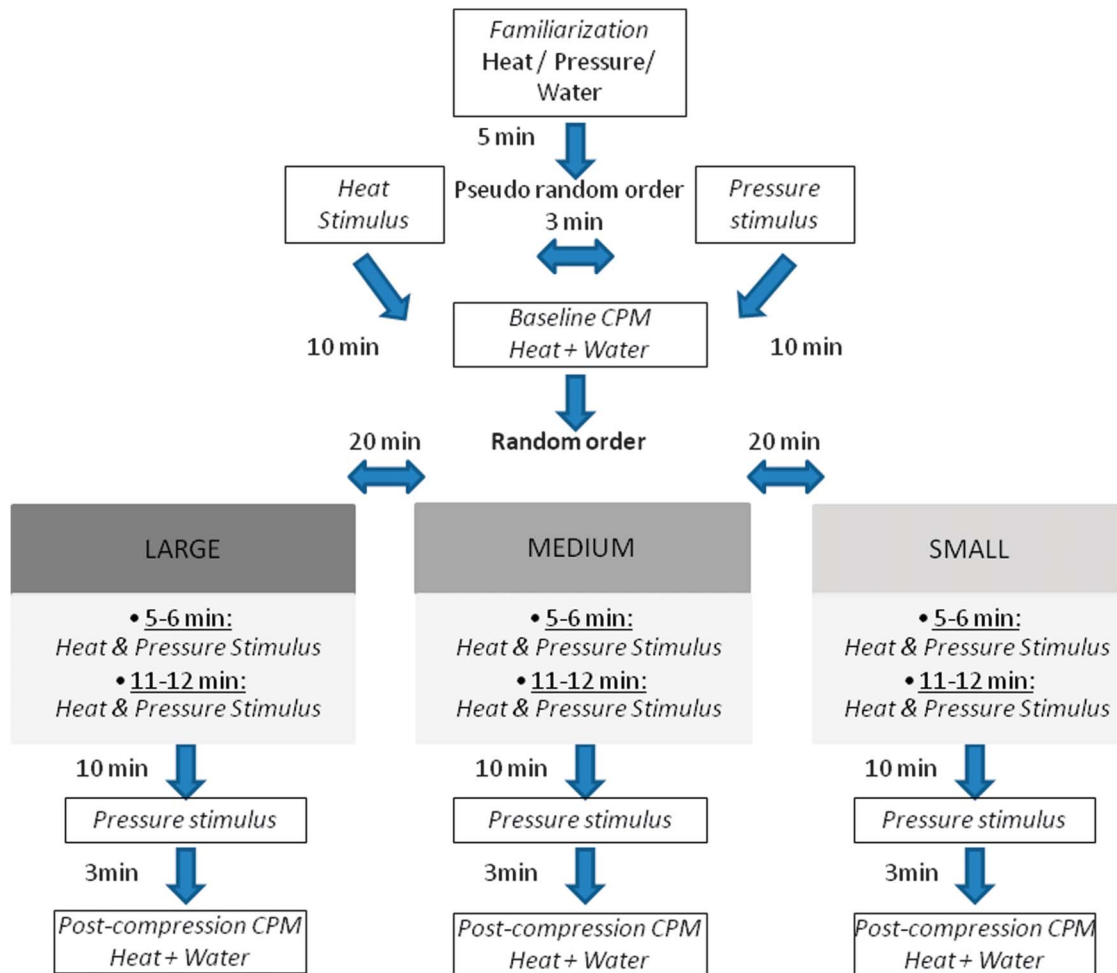 Familiarization
Heat / Pressure/
Water
5 min
Heat
Stimulus
Pseudo random order
3 min
Pressure
stimulus
10 min
Baseline CPM
Heat + Water
10 min
20 min
Random order
20 min
LARGE
MEDIUM
SMALL
• 5-6 min:
Heat & Pressure Stimulus
• 11-12 min:
Heat & Pressure Stimulus
• 5-6 min:
Heat & Pressure Stimulus
• 11-12 min:
Heat & Pressure Stimulus
• 5-6 min:
Heat & Pressure Stimulus
• 11-12 min:
Heat & Pressure Stimulus
10 min
10 min
10 min
Pressure stimulus
Pressure stimulus
Pressure stimulus
3min
3min
3min
Post-compression CPM
Heat + Water
Post-compression CPM
Heat + Water
Post-compression CPM
Heat + Water